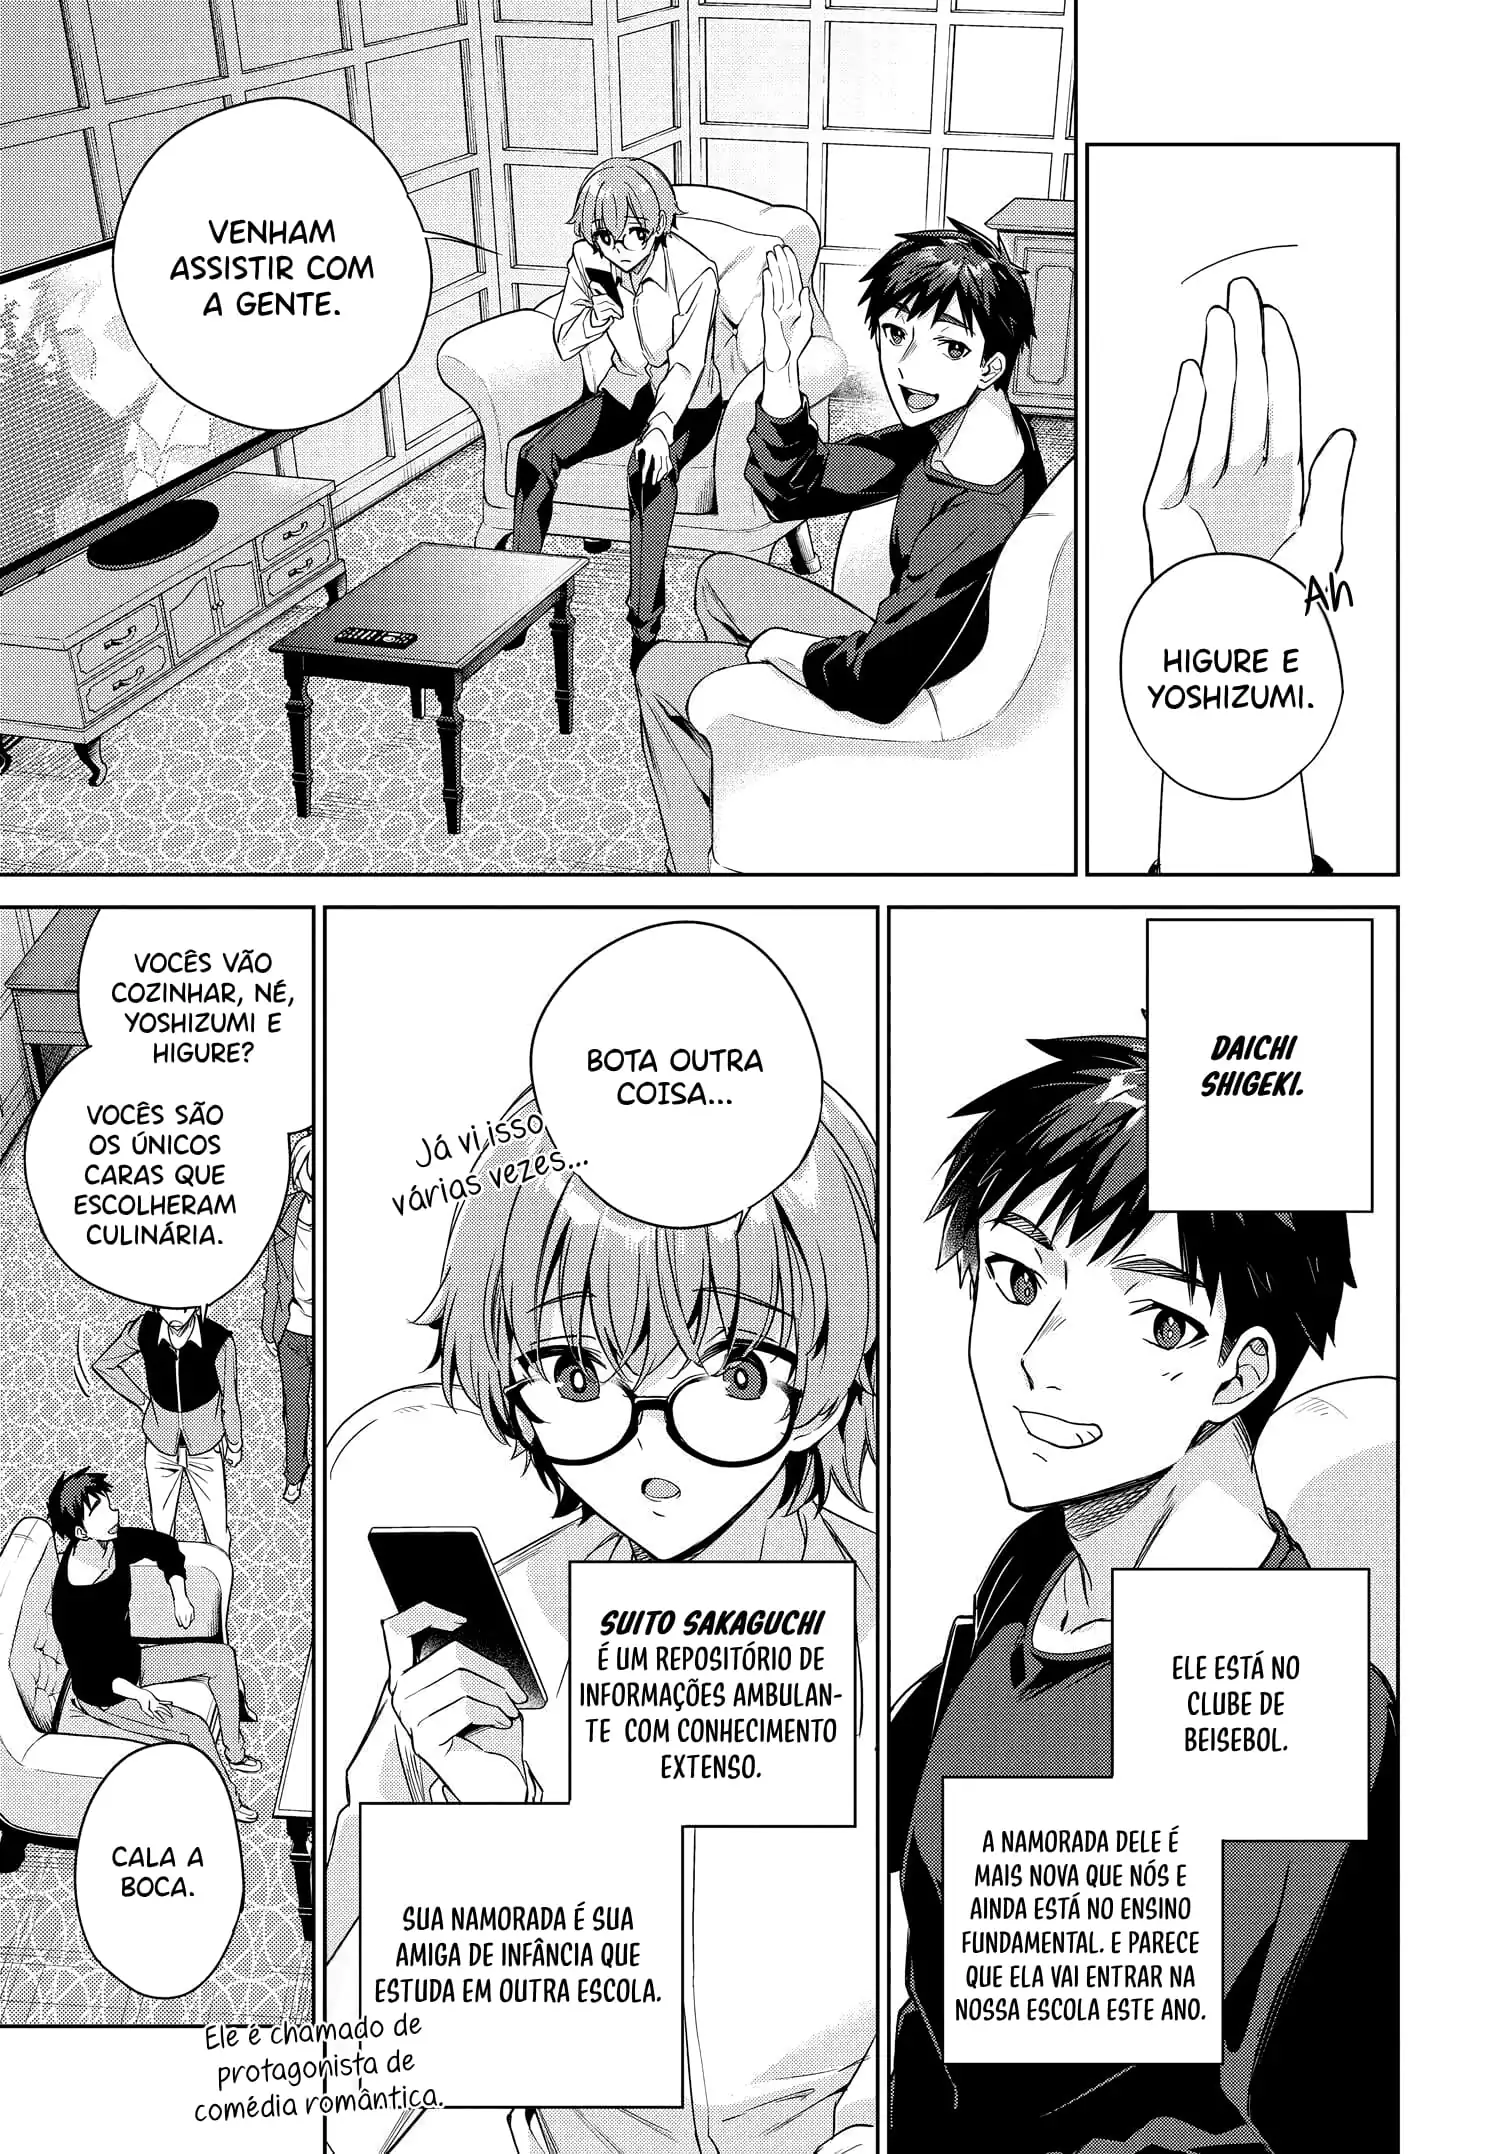 Ah
HIGURE E
YOSHIZUMI.
VENHAM
ASSISTIR COM
A GENTE.
DAICHI
SHIGEKI.
ELE ESTÁ NO
CLUBE DE
BEISEBOL.
A NAMORADA DELE É
MAIS NOVA QUE NÓS E
AINDA ESTÁ NO ENSINO
FUNDAMENTAL. E PARECE
QUE ELA VAI ENTRAR NA
NOSSA ESCOLA ESTE ANO.
BOTA OUTRA
COISA...
Já vi isso
várias vezes...
SUITO SAKAGUCHI
É UM REPOSITÓRIO DE
INFORMAÇÕES AMBULAN-
TE COM CONHECIMENTO
EXTENSO.
SUA NAMORADA É SUA
AMIGA DE INFÂNCIA QUE
ESTUDA EM OUTRA ESCOLA.
Ele é chamado de
protagonista de
comédia romântica.
VOCÊS VÃO
COZINHAR, NÉ,
YOSHIZUMI E
HIGURE?
VOCÊS SÃO
OS ÚNICOS
CARAS QUE
ESCOLHERAM
CULINÁRIA.
CALA A
BOCA.